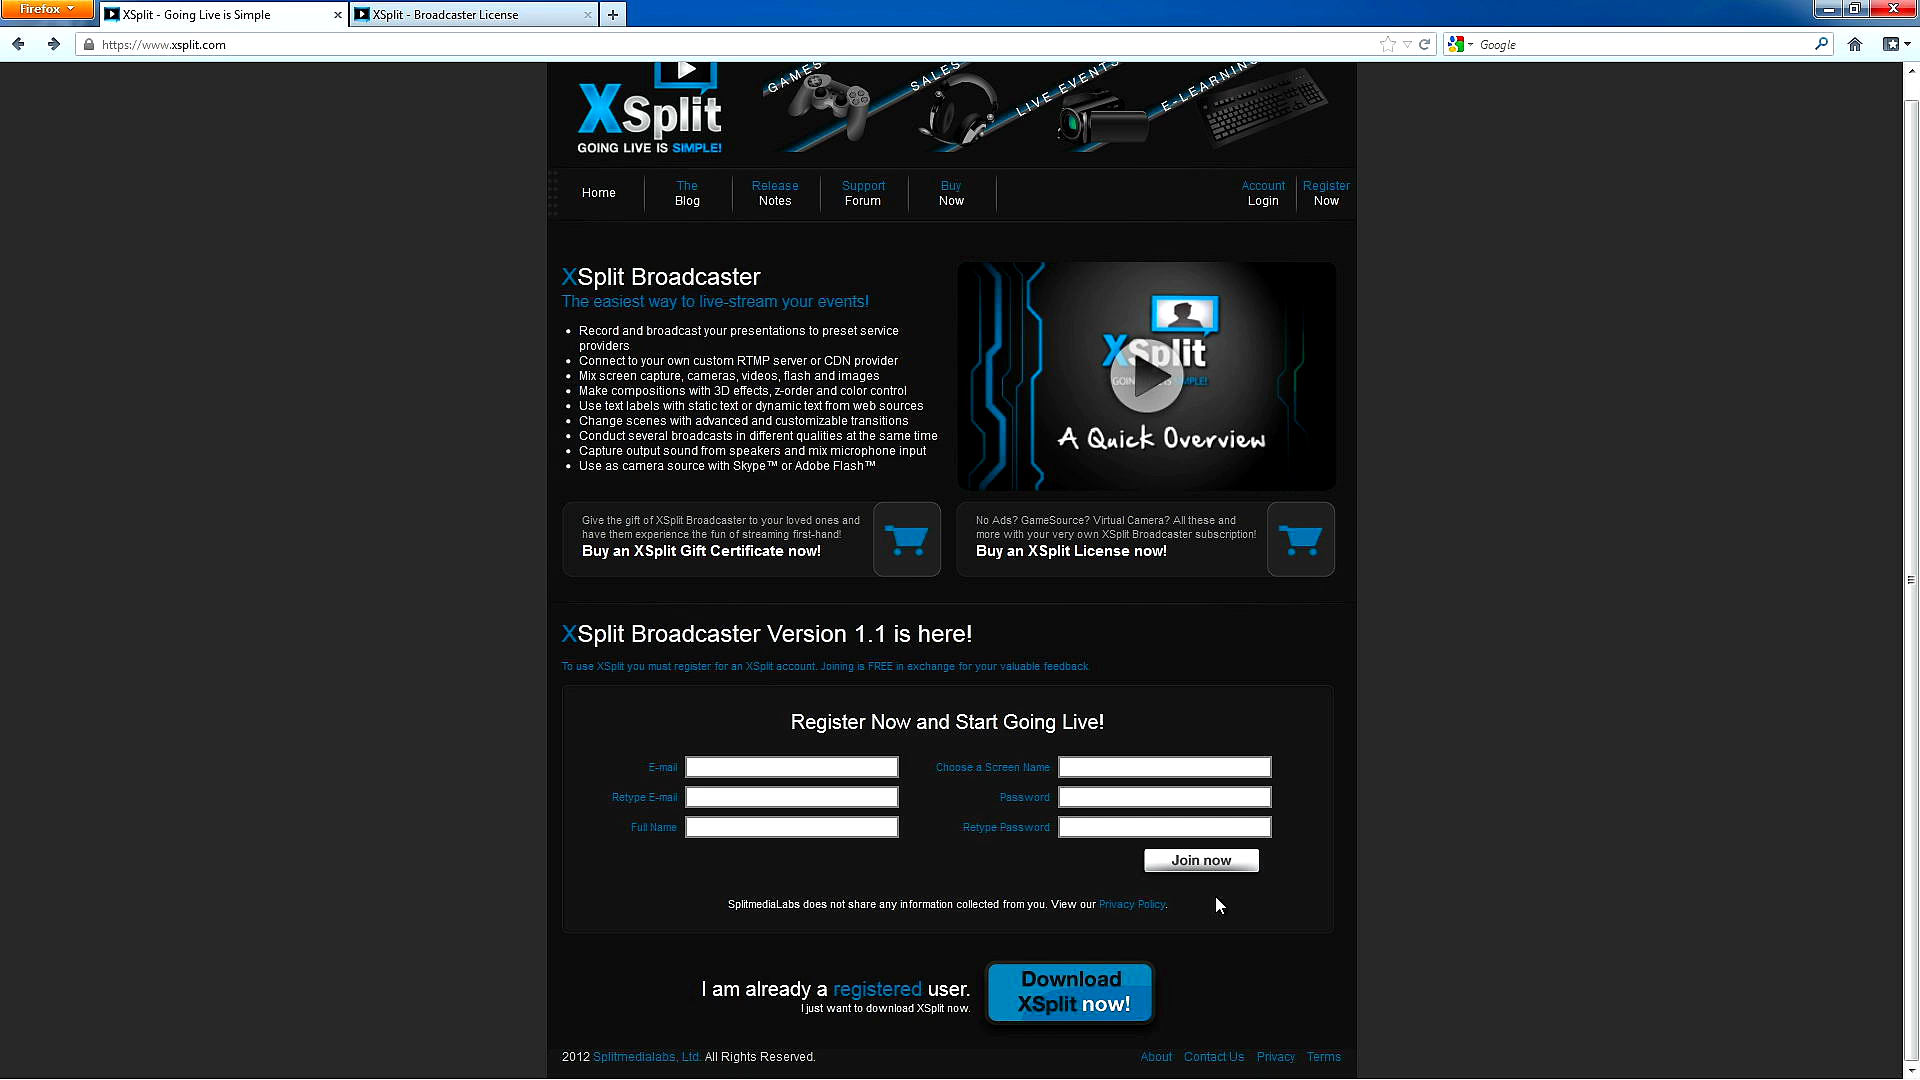 Firefox
XSplit - Going Live is Simple
XSplit - Broadcaster License
https://www.xsplit.com
Google
GAMES
SALES
LIVE EVENTS
E-LEARNING
XSplit
GOING LIVE IS SIMPLE!
Home
The Blog
Release Notes
Support Forum
Buy Now
Account Login
Register Now
XSplit Broadcaster
The easiest way to live-stream your events!
Record and broadcast your presentations to preset service
providers
Connect to your own custom RTMP server or CDN provider
Mix screen capture, cameras, videos, flash and images
Make compositions with 3D effects, z-order and color control
Use text labels with static text or dynamic text from web sources
Change scenes with advanced and customizable transitions
Conduct several broadcasts in different qualities at the same time
Capture output sound from speakers and mix microphone input
Use as camera source with Skype™ or Adobe Flash™
XSplit
GOING LIVE IS SIMPLE!
A Quick Overview
Give the gift of XSplit Broadcaster to your loved ones and
have them experience the fun of streaming first-hand!
Buy an XSplit Gift Certificate now!
No Ads? GameSource? Virtual Camera? All these and
more with your very own XSplit Broadcaster subscription!
Buy an XSplit License now!
XSplit Broadcaster Version 1.1 is here!
To use XSplit you must register for an XSplit account. Joining is FREE in exchange for your valuable feedback.
Register Now and Start Going Live!
E-mail
Choose a Screen Name
Retype E-mail
Password
Full Name
Retype Password
Join now
SplitmediaLabs does not share any information collected from you. View our Privacy Policy.
I am already a registered user.
I just want to download XSplit now.
Download
XSplit now!
2012 Splitmedialabs, Ltd. All Rights Reserved.
About Contact Us Privacy Terms